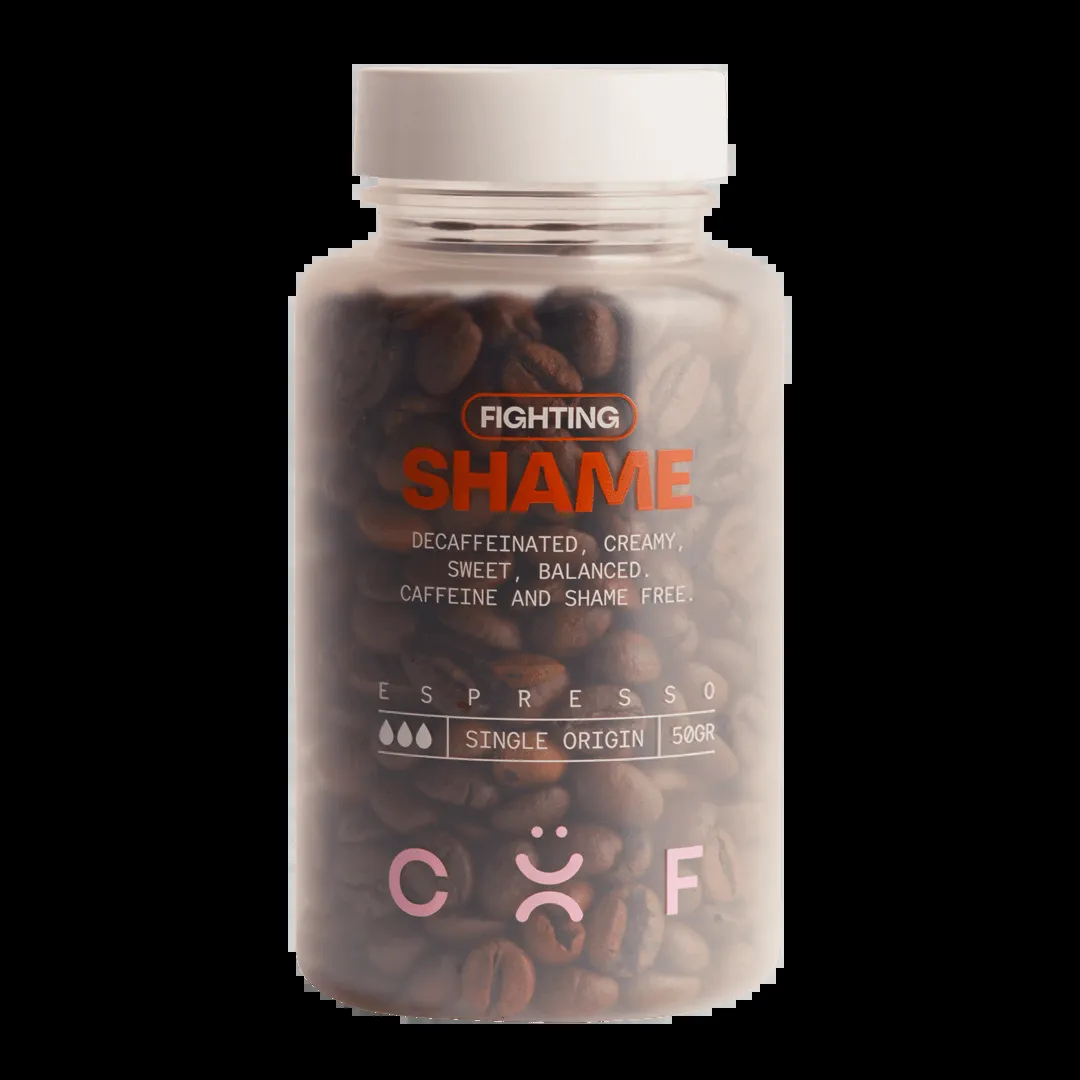 FIGHTING
SHAME
DECAFFEINATED, CREAMY,
SWEET, BALANCED.
CAFFEINE AND SHAME FREE.
ESPRESSO
SINGLE ORIGIN 50GR
C F